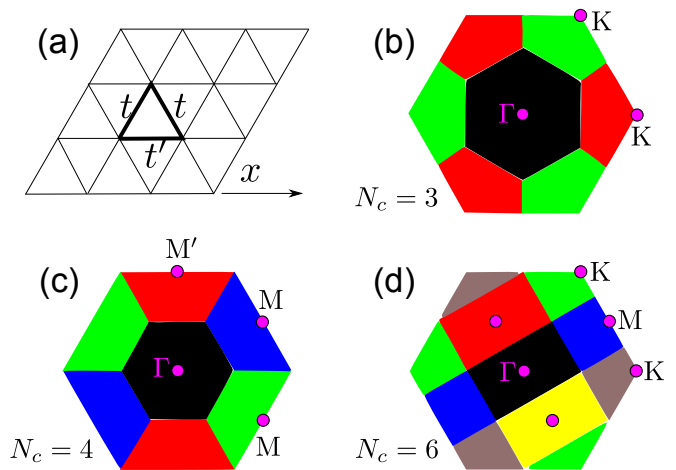 (a)
t
t
t′
x
(b)
K
Γ
K
N_c = 3
(c)
M′
M
Γ
M
N_c = 4
(d)
K
M
Γ
K
N_c = 6